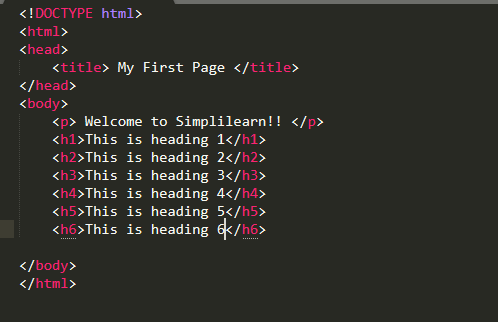 <!DOCTYPE html>
<html>
<head>
    <title> My First Page </title>
</head>
<body>
    <p> Welcome to Simplilearn!! </p>
    <h1>This is heading 1</h1>
    <h2>This is heading 2</h2>
    <h3>This is heading 3</h3>
    <h4>This is heading 4</h4>
    <h5>This is heading 5</h5>
    <h6>This is heading 6</h6>

</body>
</html>